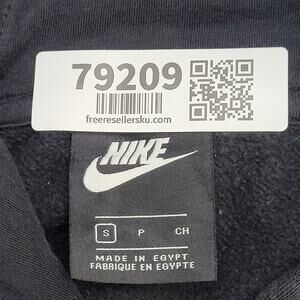 79209
freeresellersku.com
NIKE
S P CH
MADE IN EGYPT
FABRIQUE EN EGYPTE